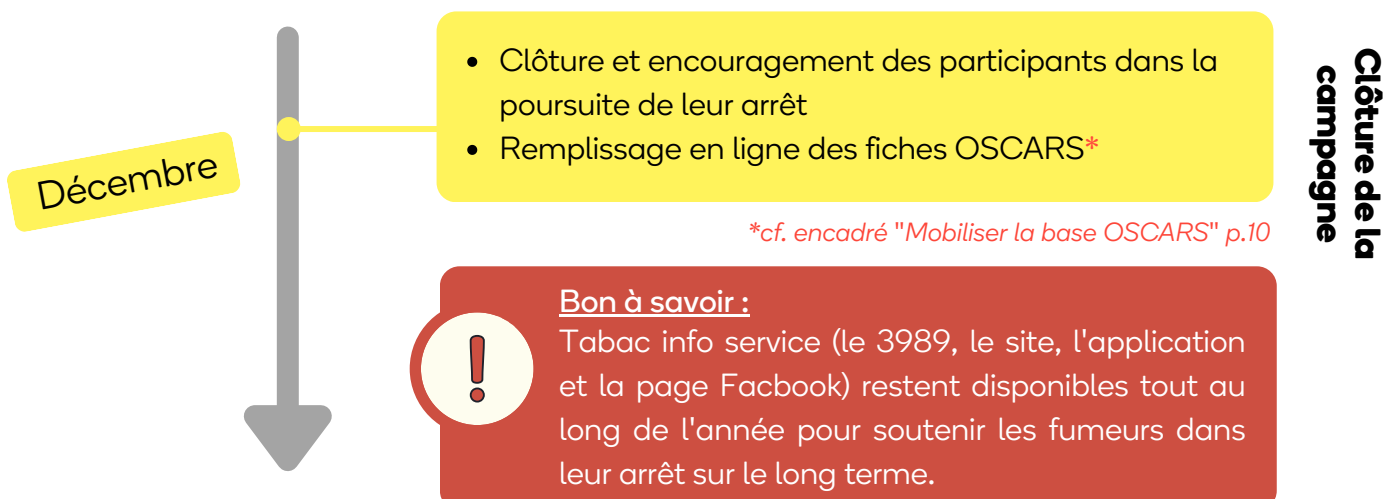 Décembre
• Clôture et encouragement des participants dans la
poursuite de leur arrêt
• Remplissage en ligne des fiches OSCARS*
*cf. encadré "Mobiliser la base OSCARS" p.10
Bon à savoir :
Tabac info service (le 3989, le site, l'application
et la page Facbook) restent disponibles tout au
long de l'année pour soutenir les fumeurs dans
leur arrêt sur le long terme.
Clôture de la
campagne